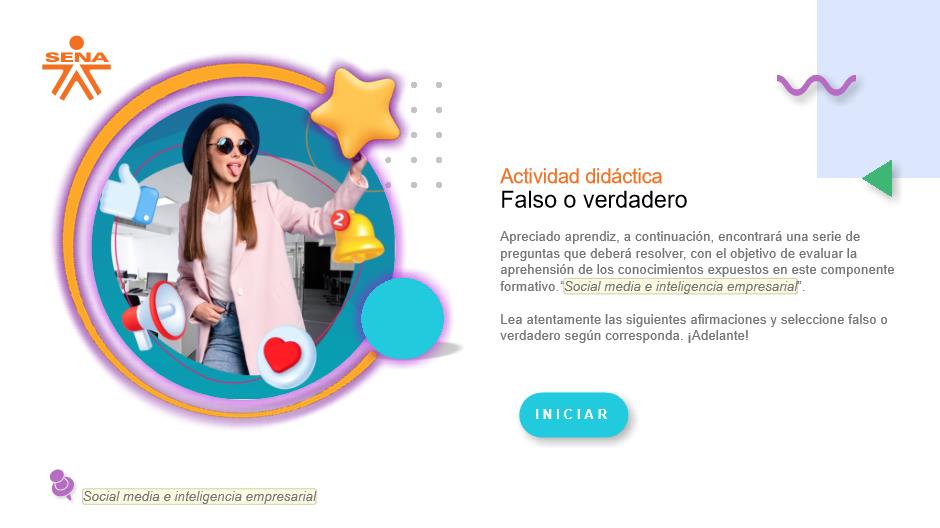 SENA
Actividad didáctica
Falso o verdadero
Apreciado aprendiz, a continuación, encontrará una serie de
preguntas que deberá resolver, con el objetivo de evaluar la
aprehensión de los conocimientos expuestos en este componente
formativo.“Social media e inteligencia empresarial”.
Lea atentamente las siguientes afirmaciones y seleccione falso o
verdadero según corresponda. ¡Adelante!
2
INICIAR
Social media e inteligencia empresarial